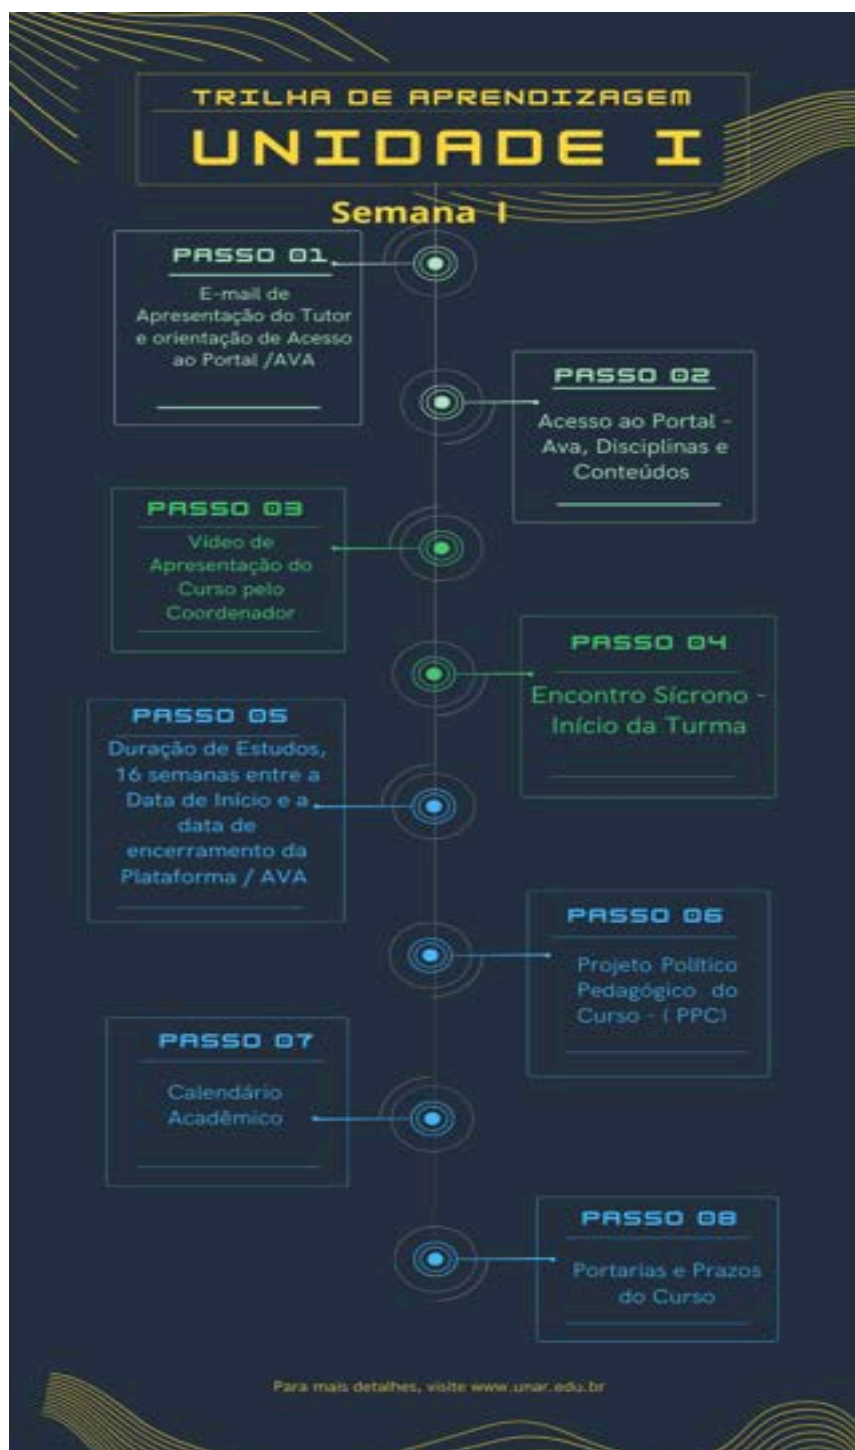 TRILHA DE APRENDIZAGEM
UNIDADE I
Semana I
PASSO 01
E-mail de
Apresentação do Tutor
e orientação de Acesso
ao Portal /AVA
PASSO 02
Acesso ao Portal -
Ava, Disciplinas e
Conteúdos
PASSO 03
Vídeo de
Apresentação do
Curso pelo
Coordenador
PASSO 04
Encontro Sícrono -
Início da Turma
PASSO 05
Duração de Estudos,
16 semanas entre a
Data de Início e a
data de
encerramento da
Plataforma / AVA
PASSO 06
Projeto Político
Pedagógico do
Curso - ( PPC)
PASSO 07
Calendário
Acadêmico
PASSO 08
Portarias e Prazos
do Curso
Para mais detalhes, visite www.unar.edu.br